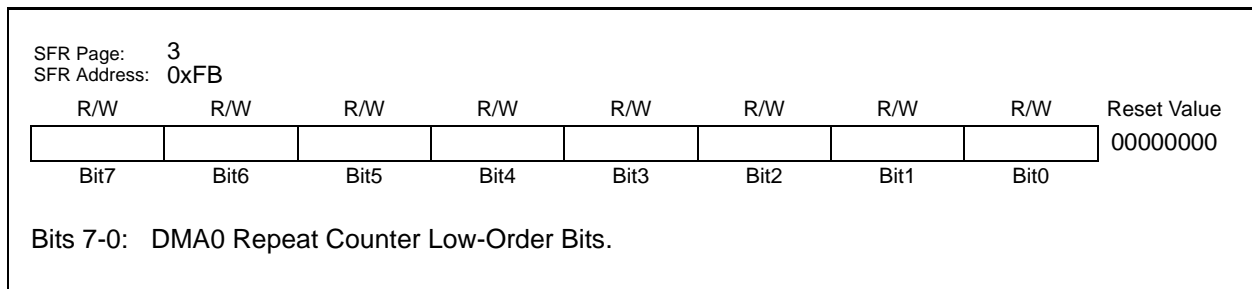 SFR Page: 3
SFR Address: 0xFB
R/W R/W R/W R/W R/W R/W R/W R/W Reset Value
00000000
Bit7 Bit6 Bit5 Bit4 Bit3 Bit2 Bit1 Bit0
Bits 7-0: DMA0 Repeat Counter Low-Order Bits.